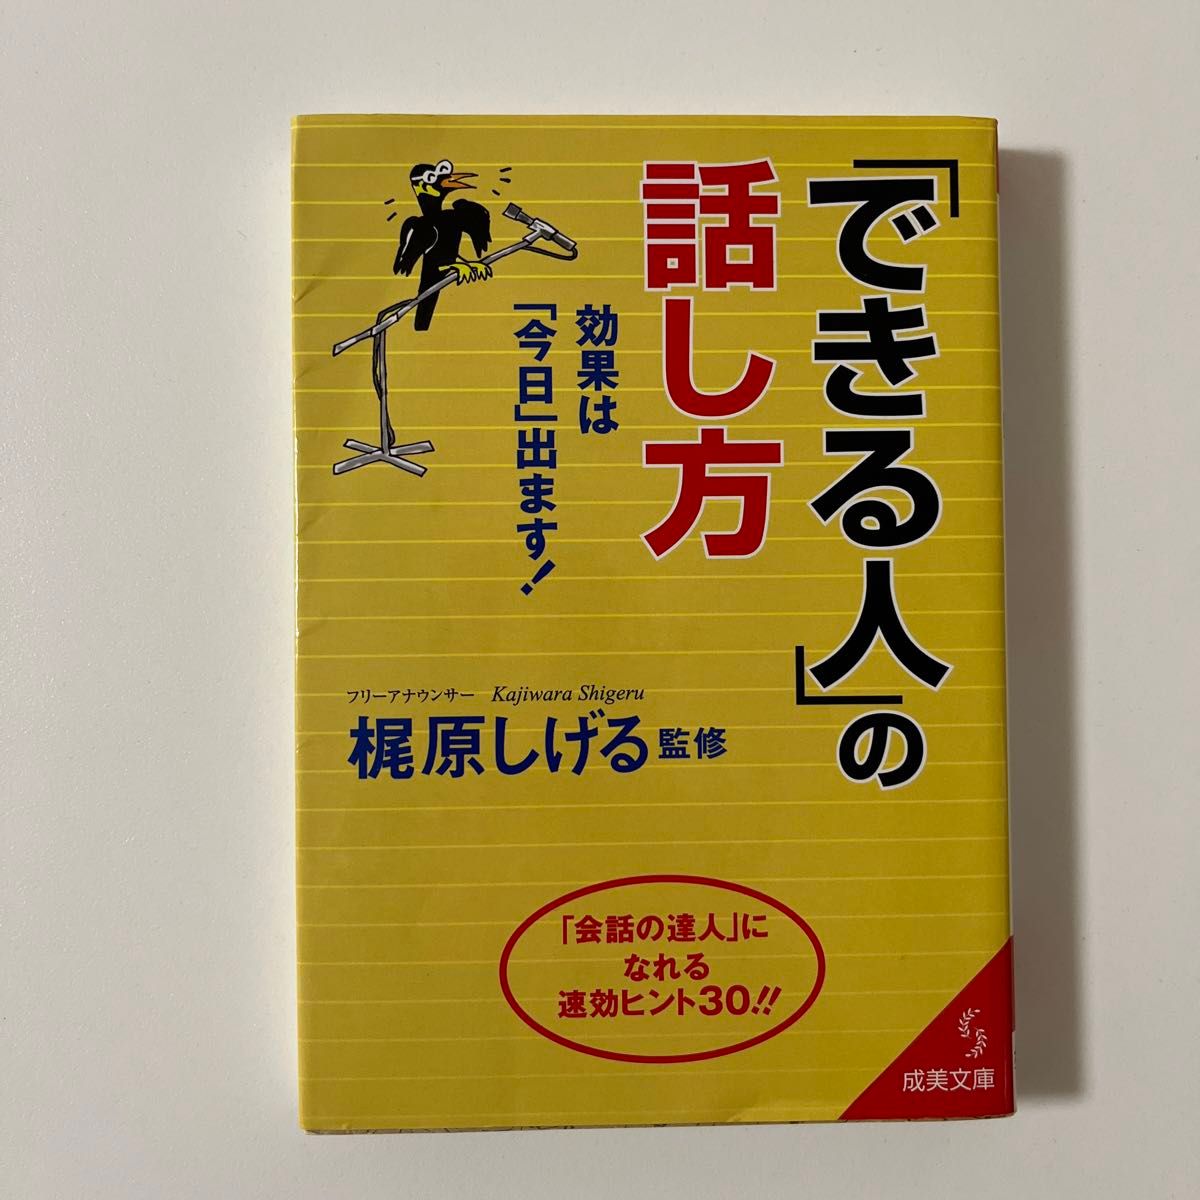 「できる人」の
話し方
効果は
「今日」出ます!
フリーアナウンサー Kajiwara Shigeru
梶原しげる監修
「会話の達人」に
なれる
速効ヒント30!!
成美文庫